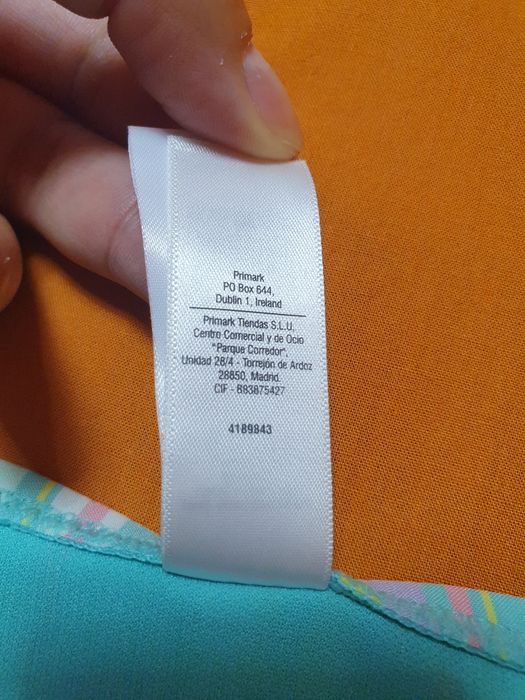 Primark
PO Box 644,
Dublin 1, Ireland
Primark Tiendas S.L.U.
Centro Comercial y de Ocio
"Parque Corredor",
Unidad 28/4 - Torrejón de Ardoz
28850, Madrid.
CIF - B83875427
4189843